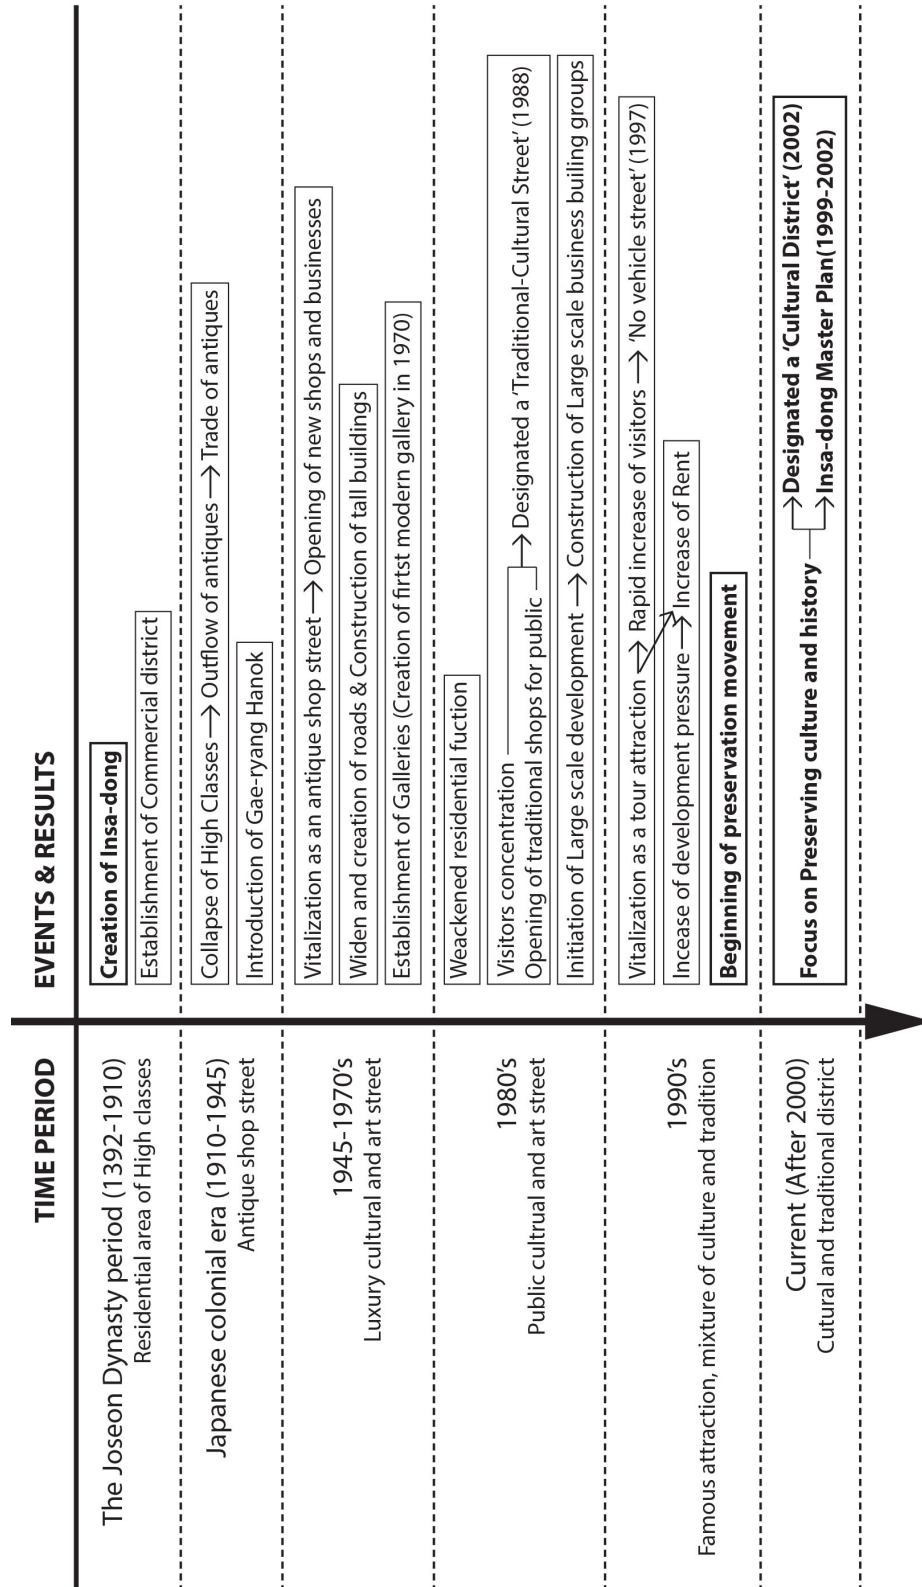 TIME PERIOD
EVENTS & RESULTS
The Joseon Dynasty period (1392-1910)
Residential area of High classes
Creation of Insa-dong
Establishment of Commercial district
Japanese colonial era (1910-1945)
Antique shop street
Collapse of High Classes → Outflow of antiques → Trade of antiques
Introduction of Gae-ryang Hanok
1945-1970's
Luxury cultural and art street
Vitalization as an antique shop street → Opening of new shops and businesses
Widen and creation of roads & Construction of tall buildings
Establishment of Galleries (Creation of firtst modern gallery in 1970)
1980's
Public cultrual and art street
Weackened residential fuction
Visitors concentration
Opening of traditional shops for public → Designated a 'Traditional-Cultural Street' (1988)
Initiation of Large scale development → Construction of Large scale business builing groups
1990's
Famous attraction, mixture of culture and tradition
Vitalization as a tour attraction → Rapid increase of visitors → 'No vehicle street' (1997)
Increase of development pressure → Increase of Rent
Beginning of preservation movement
Current (After 2000)
Cutural and traditional district
Focus on Preserving culture and history → Designated a 'Cultural District' (2002)
→ Insa-dong Master Plan(1999-2002)